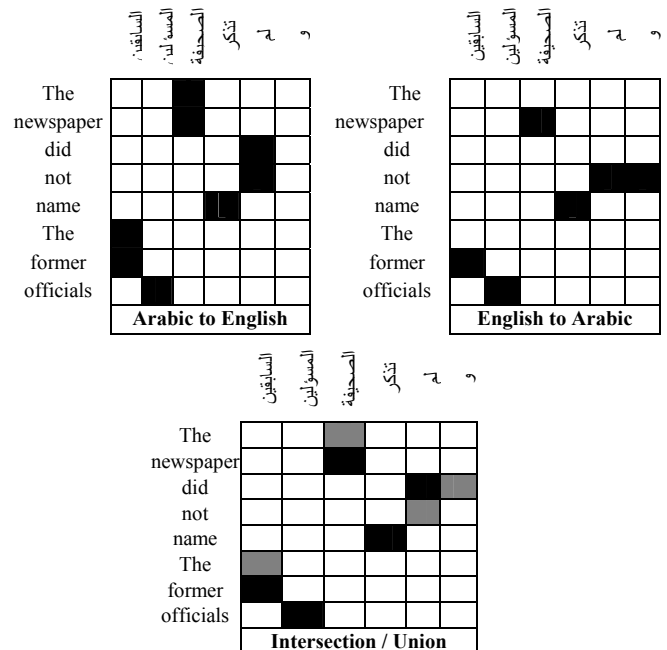 السابقين
المسؤلين
الصحيفة
تذكر
لم
و
The
newspaper
did
not
name
The
former
officials
Arabic to English
السابقين
المسؤلين
الصحيفة
تذكر
لم
و
The
newspaper
did
not
name
The
former
officials
English to Arabic
السابقين
المسؤلين
الصحيفة
تذكر
لم
و
The
newspaper
did
not
name
The
former
officials
Intersection / Union